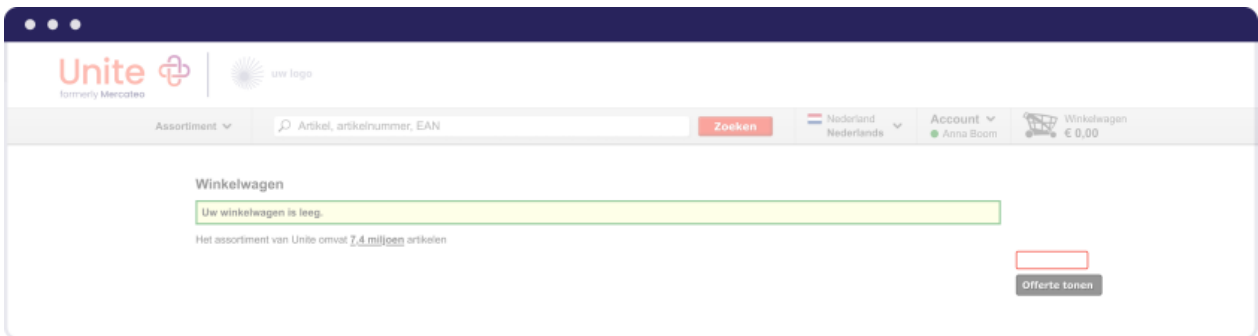 Unite
formerly Mercateo
uw logo
Assortiment
Artikel, artikelnummer, EAN
Zoeken
Nederland
Nederlands
Account
Anna Boom
Winkelwagen
€ 0,00
Winkelwagen
Uw winkelwagen is leeg.
Het assortiment van Unite omvat 7,4 miljoen artikelen
Offerte tonen